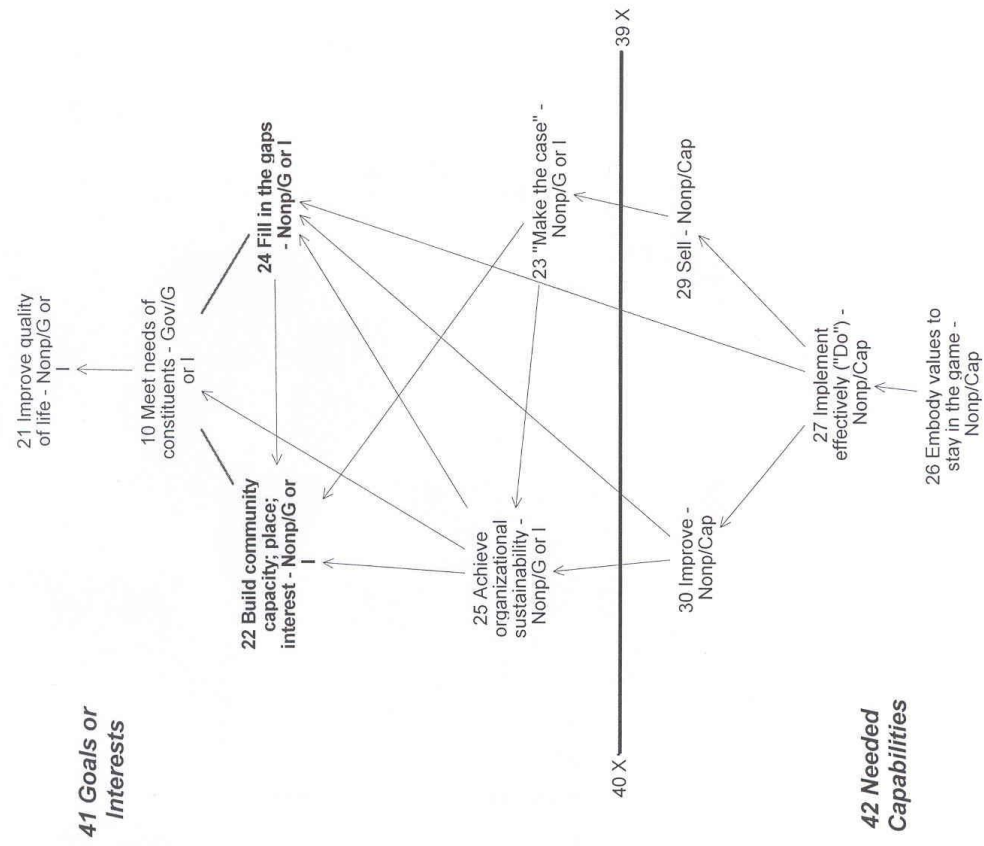 21 Improve quality
of life - Nonp/G or
I
10 Meet needs of
constituents - Gov/G
or I
24 Fill in the gaps
- Nonp/G or I
22 Build community
capacity; place;
interest - Nonp/G or
I
41 Goals or
Interests
23 "Make the case" -
Nonp/G or I
25 Achieve
organizational
sustainability -
Nonp/G or I
40 X
39 X
29 Sell - Nonp/Cap
30 Improve -
Nonp/Cap
27 Implement
effectively ("Do") -
Nonp/Cap
42 Needed
Capabilities
26 Embody values to
stay in the game -
Nonp/Cap